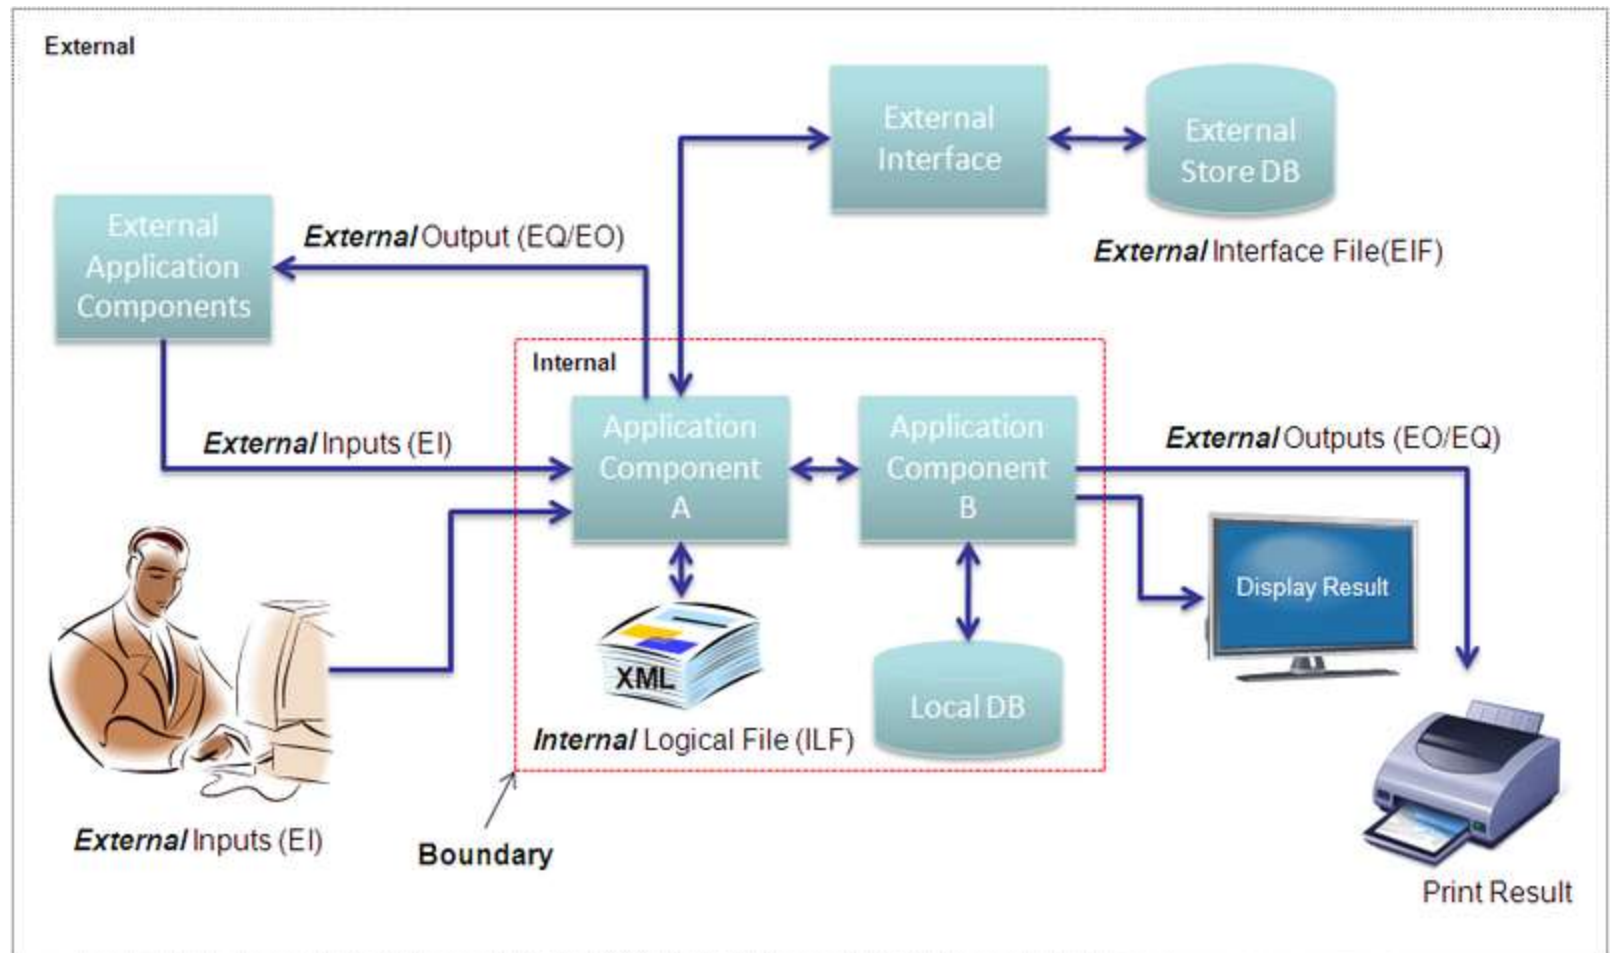 External
External
Interface
External
Store DB
External Interface File(EIF)
External
Application
Components
External Output (EQ/EO)
External Inputs (EI)
Internal
Application
Component
A
Application
Component
B
External Outputs (EO/EQ)
Display Result
XML
Internal Logical File (ILF)
Local DB
External Inputs (EI)
Boundary
Print Result